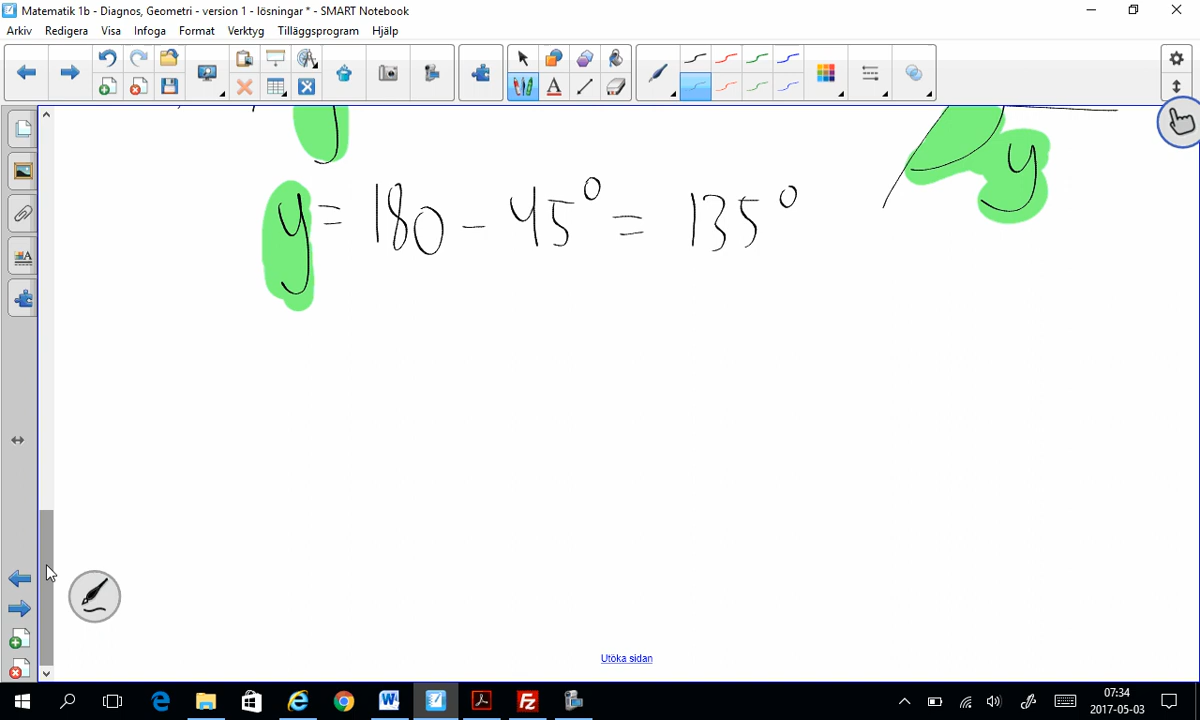 Matematik 1b - Diagnos, Geometri - version 1 - lösningar * - SMART Notebook
Arkiv Redigera Visa Infoga Format Verktyg Tilläggsprogram Hjälp
y
y = 180 - 45° = 135°
Utöka sidan
07:34
2017-05-03